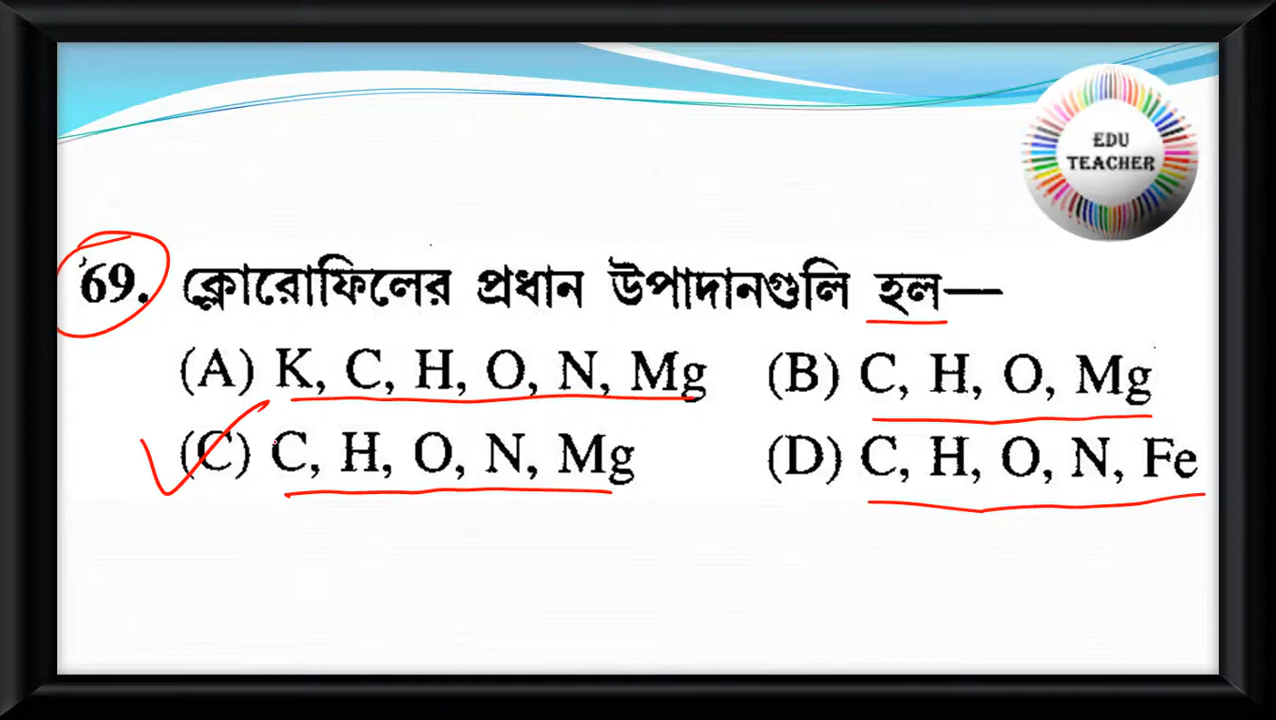 EDU
TEACHER
69. ক্লোরোফিলের প্রধান উপাদানগুলি হল—
(A) K, C, H, O, N, Mg (B) C, H, O, Mg
(C) C, H, O, N, Mg (D) C, H, O, N, Fe